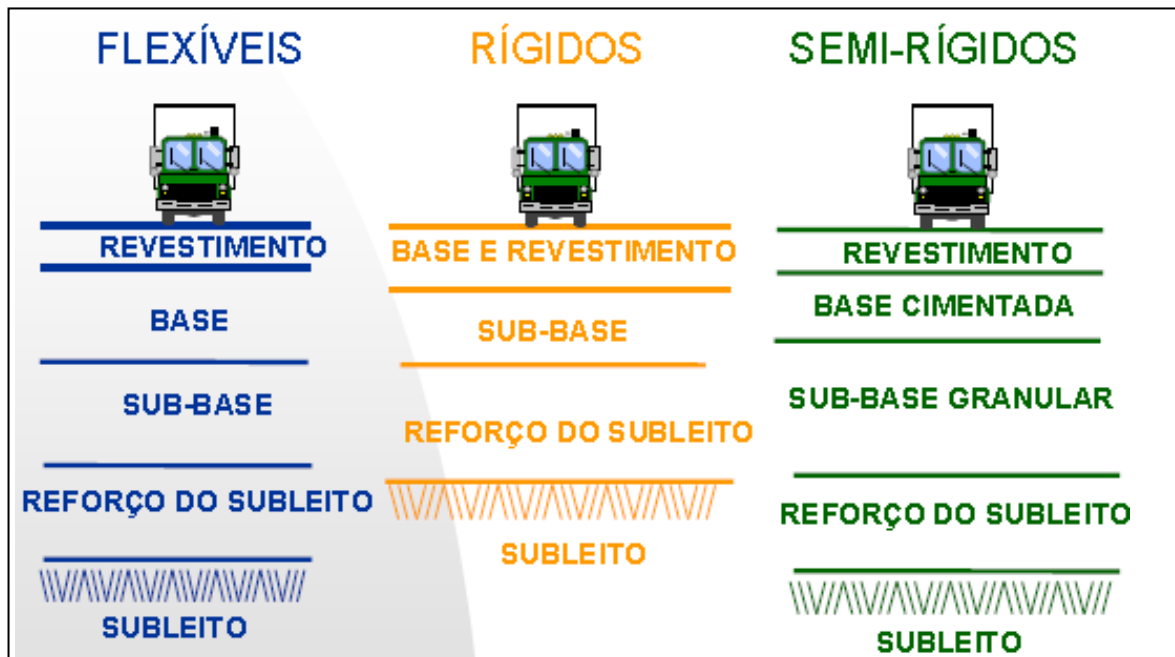 FLEXÍVEIS
REVESTIMENTO
BASE
SUB-BASE
REFORÇO DO SUBLEITO
SUBLEITO
RÍGIDOS
BASE E REVESTIMENTO
SUB-BASE
REFORÇO DO SUBLEITO
SUBLEITO
SEMI-RÍGIDOS
REVESTIMENTO
BASE CIMENTADA
SUB-BASE GRANULAR
REFORÇO DO SUBLEITO
SUBLEITO